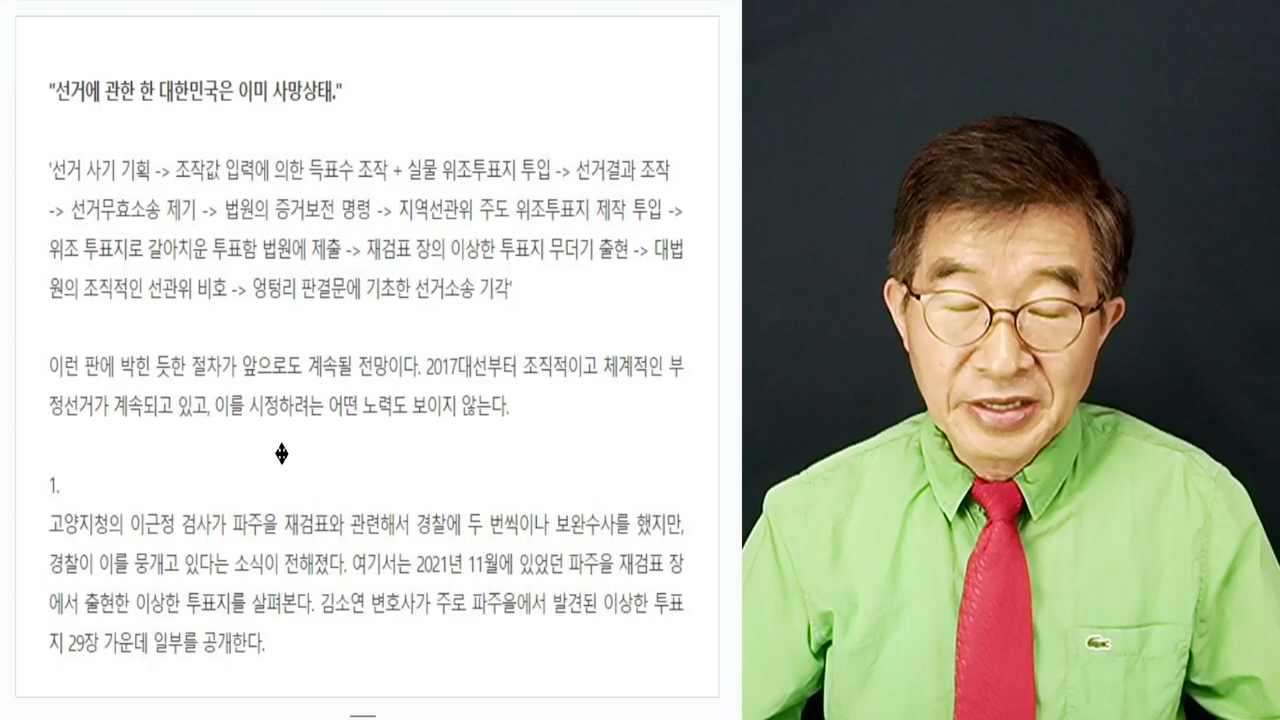 "선거에 관한 한 대한민국은 이미 사망상태."
'선거 사기 기획 -> 조작값 입력에 의한 득표수 조작 + 실물 위조투표지 투입 -> 선거결과 조작
-> 선거무효소송 제기 -> 법원의 증거보전 명령 -> 지역선관위 주도 위조투표지 제작 투입 ->
위조 투표지로 갈아치운 투표함 법원에 제출 -> 재검표 장의 이상한 투표지 무더기 출현 -> 대법
원의 조직적인 선관위 비호 -> 엉텅리 판결문에 기초한 선거소송 기각'
이런 판에 박힌 듯한 절차가 앞으로도 계속될 전망이다. 2017대선부터 조직적이고 체계적인 부
정선거가 계속되고 있고, 이를 시정하려는 어떤 노력도 보이지 않는다.
1.
고양지청의 이근정 검사가 파주을 재검표와 관련해서 경찰에 두 번씩이나 보완수사를 했지만,
경찰이 이를 뭉개고 있다는 소식이 전해졌다. 여기서는 2021년 11월에 있었던 파주을 재검표 장
에서 출현한 이상한 투표지를 살펴본다. 김소연 변호사가 주로 파주을에서 발견된 이상한 투표
지 29장 가운데 일부를 공개한다.